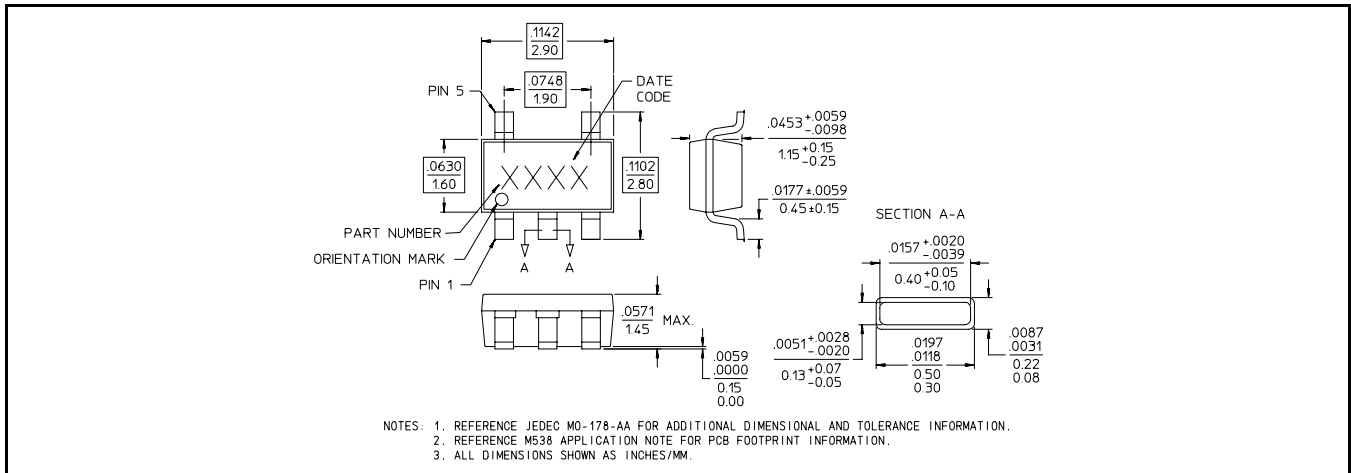 .1142
2.90
.0748
1.90
DATE
CODE
PIN 5
.0453 +.0059
-.0098
1.15 +0.15
-0.25
.0630
1.60
XXXX
.1102
2.80
.0177 ±.0059
0.45±0.15
PART NUMBER
ORIENTATION MARK
PIN 1
A
A
SECTION A-A
.0157 +.0020
-.0039
0.40 +0.05
-0.10
.0571
1.45
MAX.
.0059
.0000
0.15
0.00
.0051 +.0028
-.0020
0.13 +0.07
-0.05
.0197
.0118
0.50
0.30
.0087
.0031
0.22
0.08
NOTES: 1. REFERENCE JEDEC MO-178-AA FOR ADDITIONAL DIMENSIONAL AND TOLERANCE INFORMATION.
2. REFERENCE M538 APPLICATION NOTE FOR PCB FOOTPRINT INFORMATION.
3. ALL DIMENSIONS SHOWN AS INCHES/MM.